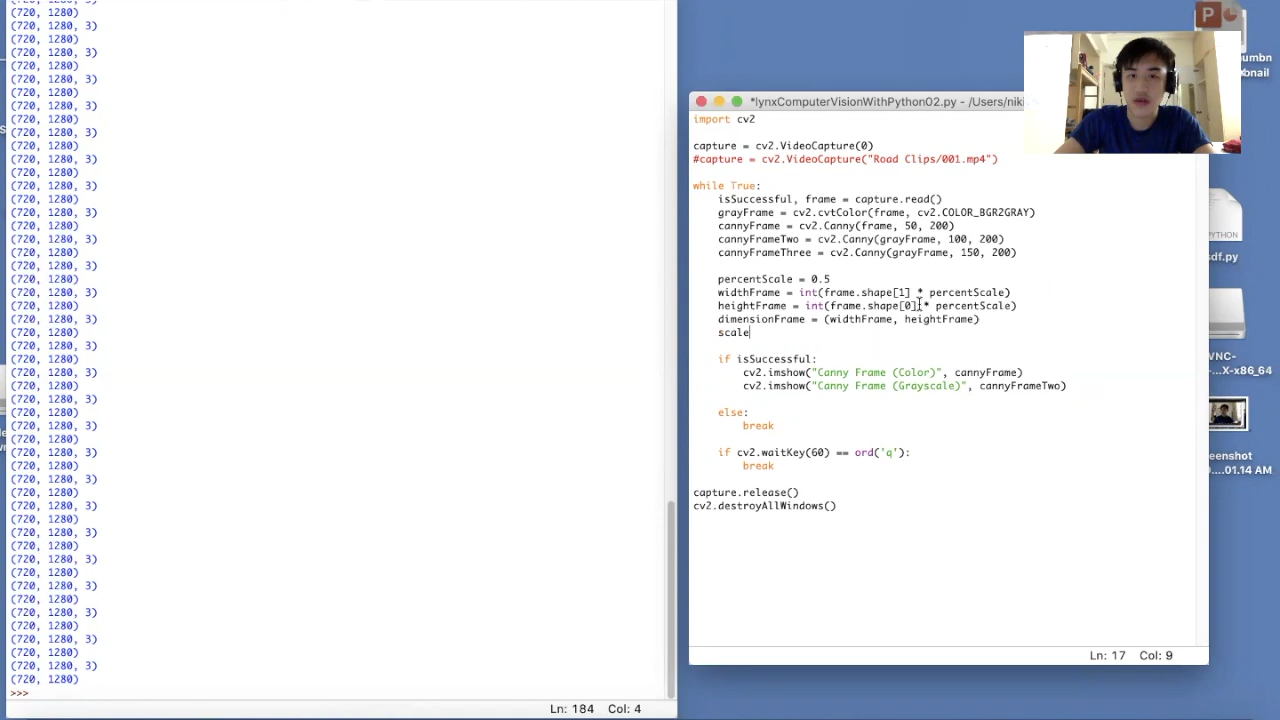 (720, 1280)
(720, 1280, 3)
(720, 1280)
(720, 1280, 3)
(720, 1280)
(720, 1280, 3)
(720, 1280)
(720, 1280, 3)
(720, 1280)
(720, 1280, 3)
(720, 1280)
(720, 1280, 3)
(720, 1280)
(720, 1280, 3)
(720, 1280)
(720, 1280, 3)
(720, 1280)
(720, 1280, 3)
(720, 1280)
(720, 1280, 3)
(720, 1280)
(720, 1280, 3)
(720, 1280)
(720, 1280, 3)
(720, 1280)
(720, 1280, 3)
(720, 1280)
(720, 1280, 3)
(720, 1280)
(720, 1280, 3)
(720, 1280)
(720, 1280, 3)
(720, 1280)
(720, 1280, 3)
(720, 1280)
(720, 1280, 3)
(720, 1280)
(720, 1280, 3)
(720, 1280)
(720, 1280, 3)
(720, 1280)
(720, 1280, 3)
(720, 1280)
(720, 1280, 3)
(720, 1280)
(720, 1280, 3)
(720, 1280)
(720, 1280, 3)
(720, 1280)
(720, 1280, 3)
(720, 1280)
>>>
Ln: 184 Col: 4
*lynxComputerVisionWithPython02.py - /Users/niki
import cv2
capture = cv2.VideoCapture(0)
#capture = cv2.VideoCapture("Road Clips/001.mp4")
while True:
isSuccessful, frame = capture.read()
grayFrame = cv2.cvtColor(frame, cv2.COLOR_BGR2GRAY)
cannyFrame = cv2.Canny(frame, 50, 200)
cannyFrameTwo = cv2.Canny(grayFrame, 100, 200)
cannyFrameThree = cv2.Canny(grayFrame, 150, 200)
percentScale = 0.5
widthFrame = int(frame.shape[1] * percentScale)
heightFrame = int(frame.shape[0] * percentScale)
dimensionFrame = (widthFrame, heightFrame)
scale
if isSuccessful:
cv2.imshow("Canny Frame (Color)", cannyFrame)
cv2.imshow("Canny Frame (Grayscale)", cannyFrameTwo)
else:
break
if cv2.waitKey(60) == ord('q'):
break
capture.release()
cv2.destroyAllWindows()
Ln: 17 Col: 9
P
umbn
nail
PYTHON
sdf.py
VNC-
...X-x86_64
eenshot
...01.14 AM